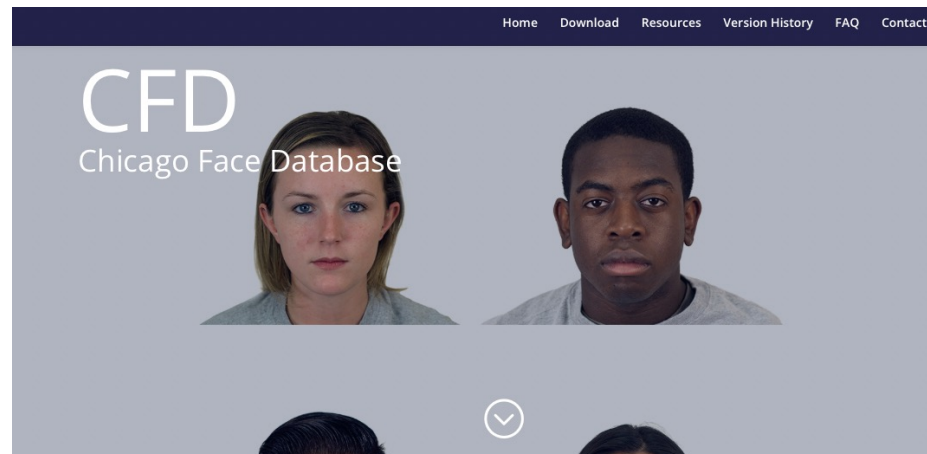 Home Download Resources Version History FAQ Contact
CFD
Chicago Face Database